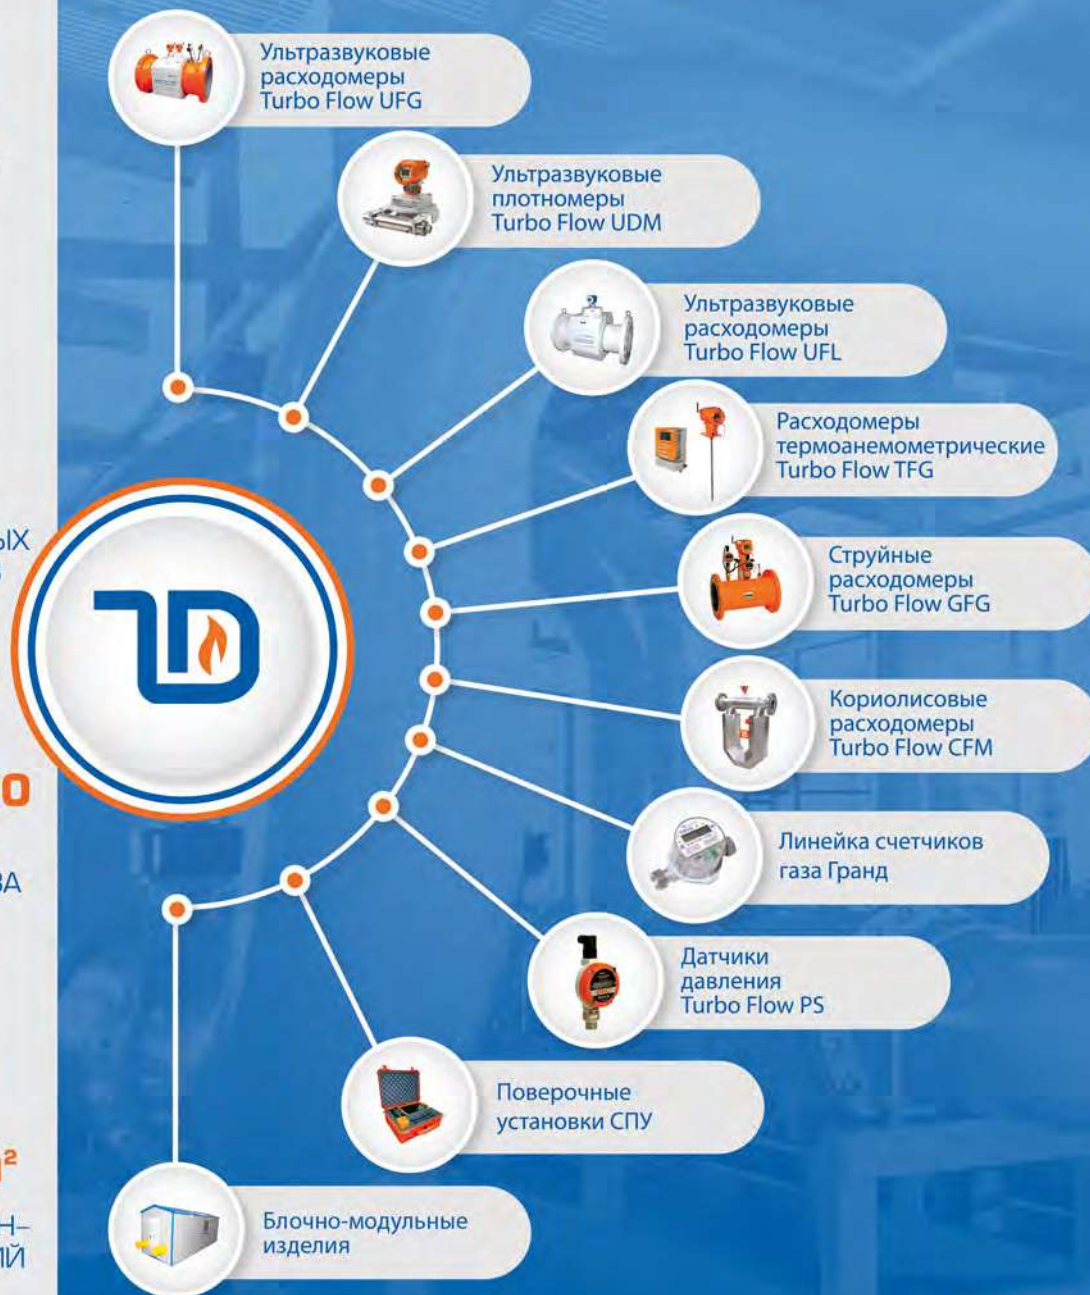 Ультразвуковые
расходомеры
Turbo Flow UFG
Ультразвуковые
плотномеры
Turbo Flow UDM
Ультразвуковые
расходомеры
Turbo Flow UFL
Расходомеры
термоанемометрические
Turbo Flow TFG
Струйные
расходомеры
Turbo Flow GFG
Кориолисовые
расходомеры
Turbo Flow CFM
Линейка счетчиков
газа Гранд
Датчики
давления
Turbo Flow PS
Поверочные
установки СПУ
Блочно-модульные
изделия